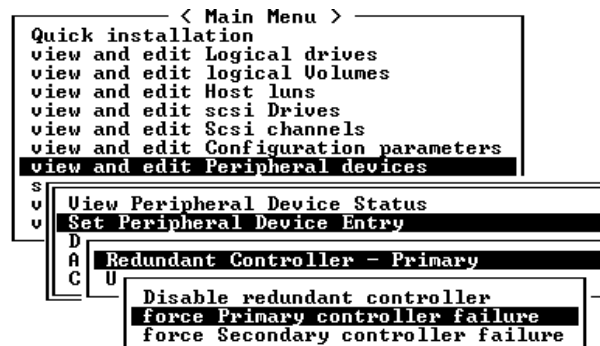 < Main Menu >
Quick installation
view and edit Logical drives
view and edit logical Volumes
view and edit Host luns
view and edit scsi Drives
view and edit Scsi channels
view and edit Configuration parameters
view and edit Peripheral devices
s
v View Peripheral Device Status
v Set Peripheral Device Entry
D
A Redundant Controller - Primary
C U
Disable redundant controller
force Primary controller failure
force Secondary controller failure